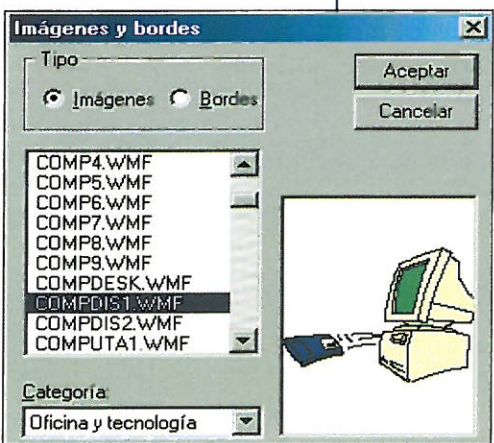 Imágenes y bordes
Tipo
Imágenes Bordes
Aceptar
Cancelar
COMP4.WMF
COMP5.WMF
COMP6.WMF
COMP7.WMF
COMP8.WMF
COMP9.WMF
COMPDESK.WMF
COMPDIS1.WMF
COMPDIS2.WMF
COMPUTA1.WMF
Categoría:
Oficina y tecnología